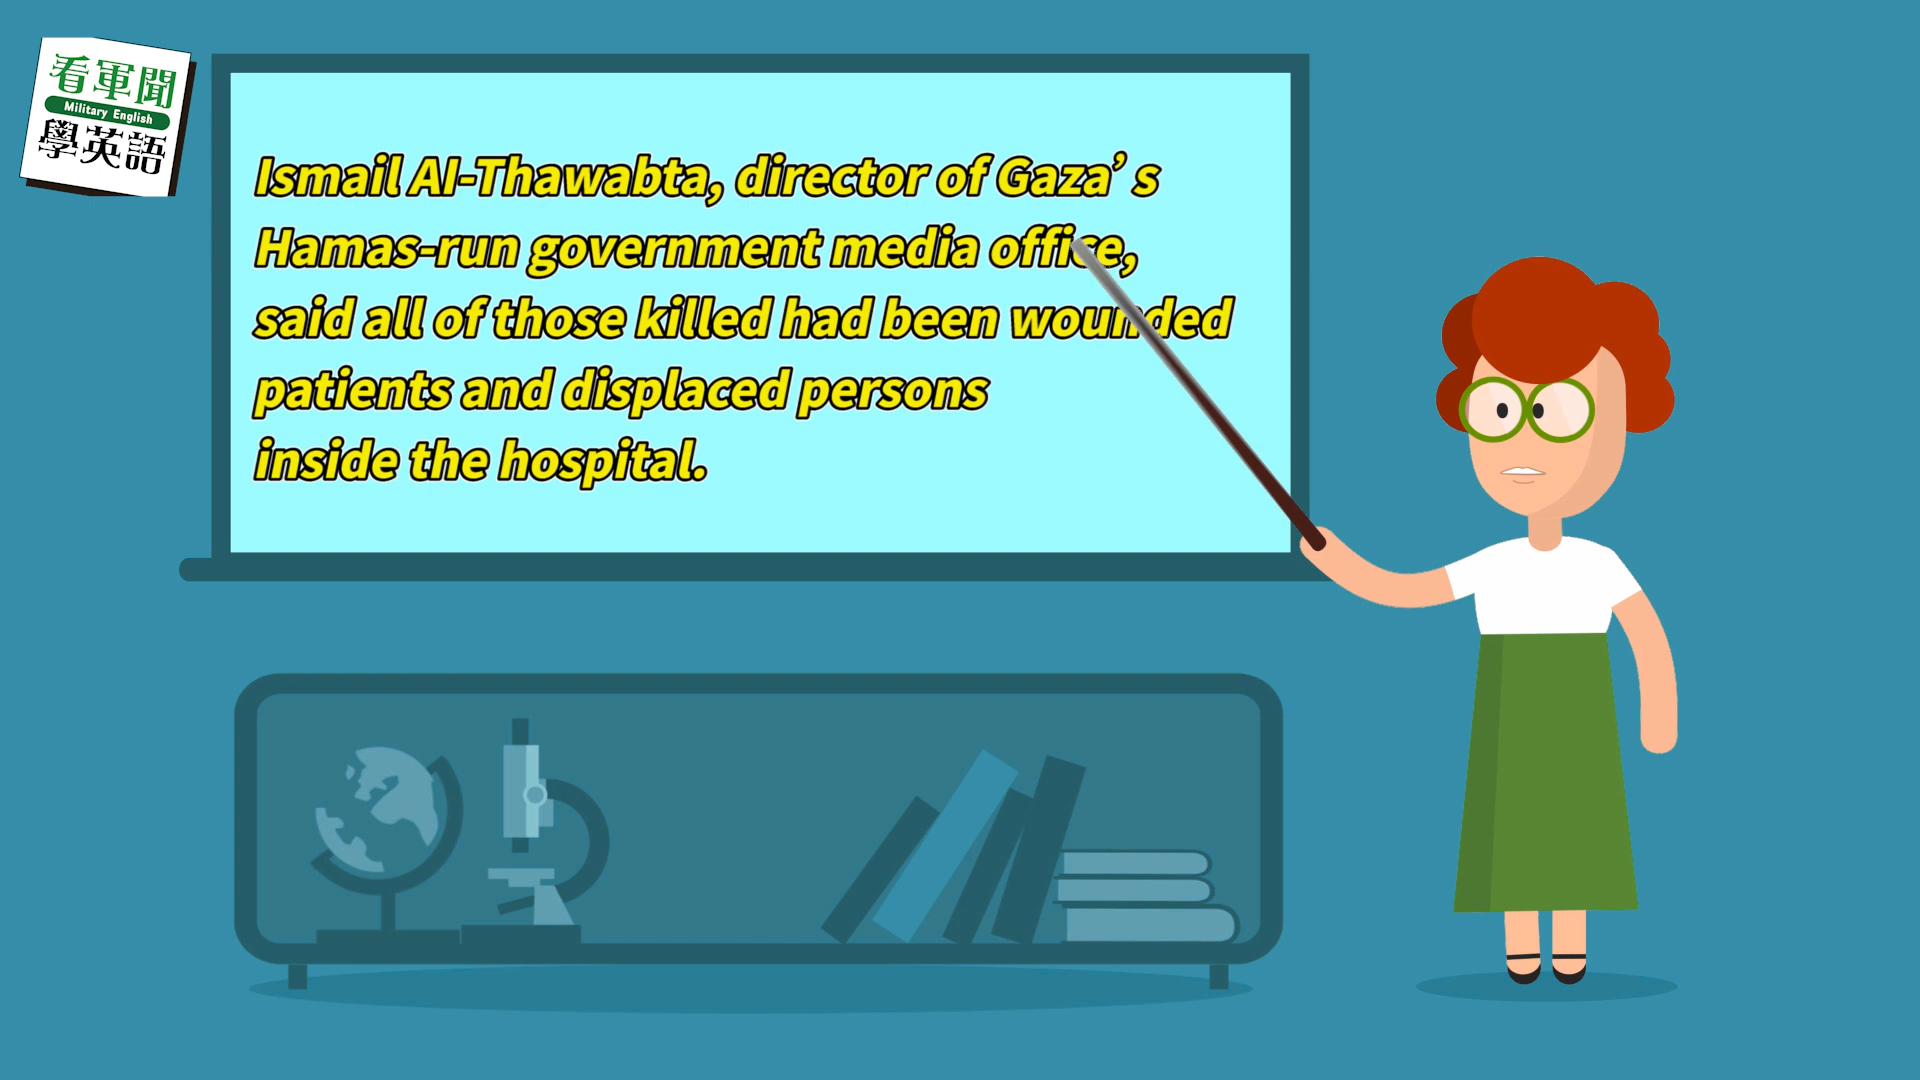 看軍聞
Military English
學英語
Ismail Al-Thawabta, director of Gaza’s
Hamas-run government media office,
said all of those killed had been wounded
patients and displaced persons
inside the hospital.